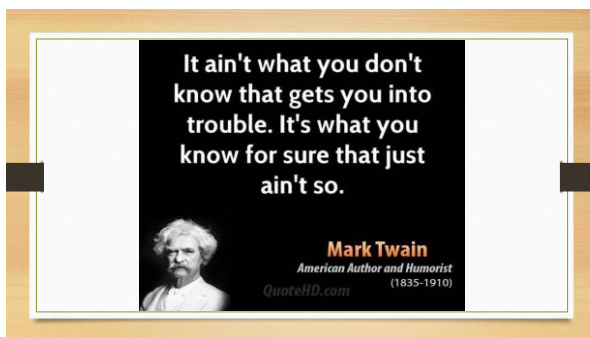 It ain't what you don't
know that gets you into
trouble. It's what you
know for sure that just
ain't so.
Mark Twain
American Author and Humorist
(1835-1910)
QuoteHD.com